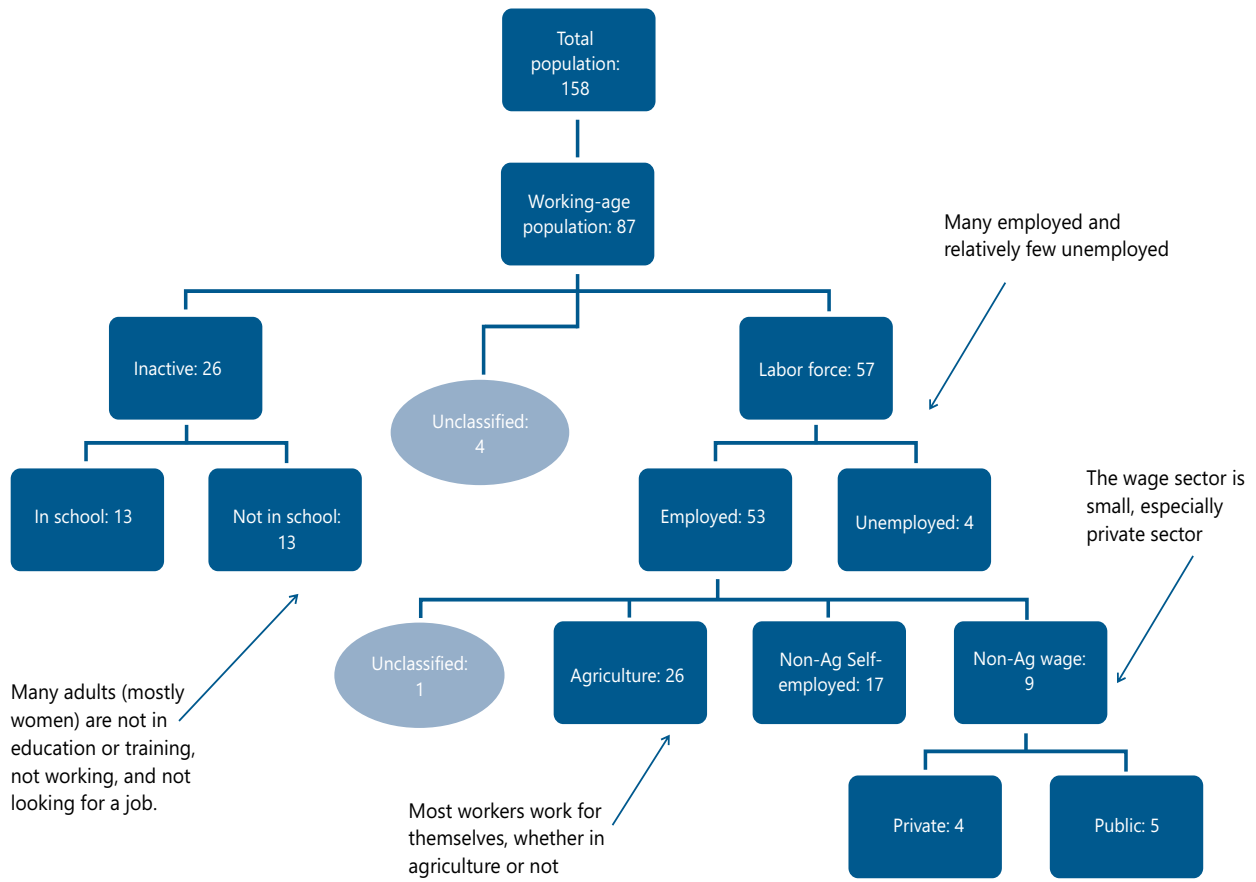 Total
population:
158
Working-age
population: 87
Many employed and
relatively few unemployed
Inactive: 26
Unclassified:
4
Labor force: 57
In school: 13
Not in school:
13
Employed: 53
Unemployed: 4
The wage sector is
small, especially
private sector
Unclassified:
1
Agriculture: 26
Non-Ag Self-
employed: 17
Non-Ag wage:
9
Many adults (mostly
women) are not in
education or training,
not working, and not
looking for a job.
Most workers work for
themselves, whether in
agriculture or not
Private: 4
Public: 5